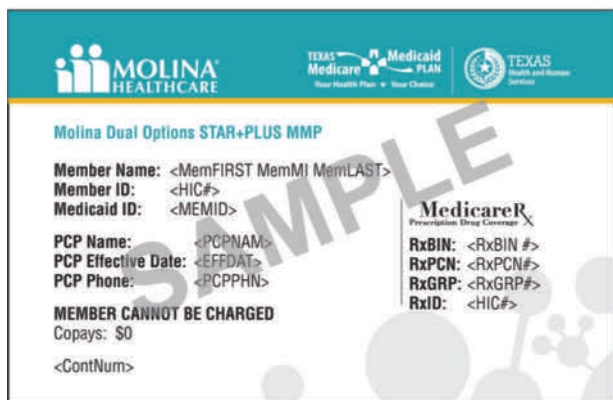 MOLINA®
HEALTHCARE
TEXAS Medicaid
Medicare PLAN
Your Health Plan • Your Choice
TEXAS
Health and Human
Services
Molina Dual Options STAR+PLUS MMP
Member Name: <MemFIRST MemMI MemLAST>
Member ID: <HIC#>
Medicaid ID: <MEMID>
PCP Name: <PCPNAM>
PCP Effective Date: <EFFDAT>
PCP Phone: <PCPPHN>
MEMBER CANNOT BE CHARGED
Copays: $0
<ContNum>
MedicareRx
Prescription Drug Coverage
RxBIN: <RxBIN #>
RxPCN: <RxPCN#>
RxGRP: <RxGRP#>
RxID: <HIC#>
SAMPLE